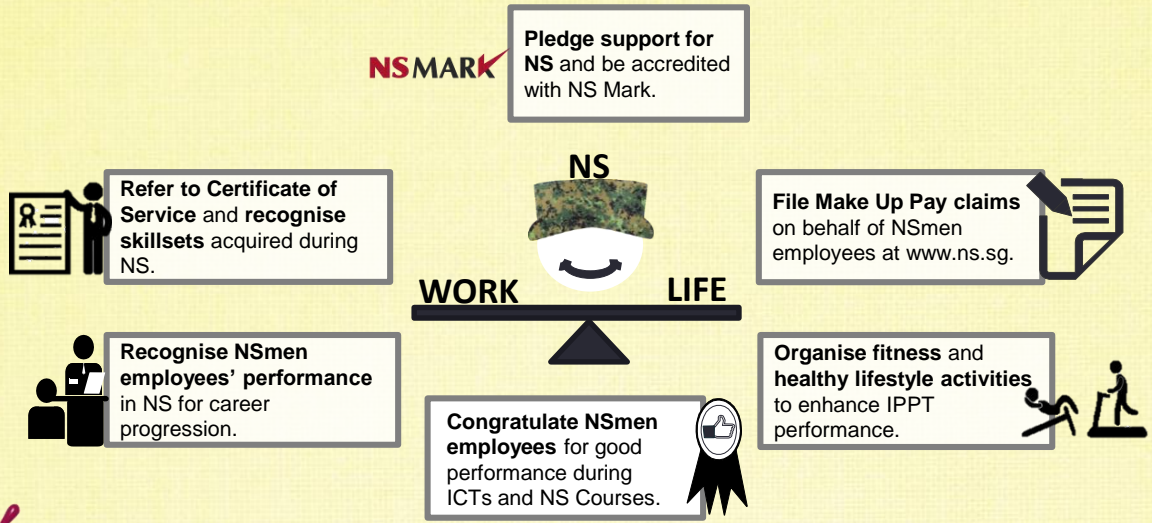 NSMARK
Pledge support for
NS and be accredited
with NS Mark.
NS
WORK
LIFE
Refer to Certificate of
Service and recognise
skillsets acquired during
NS.
File Make Up Pay claims
on behalf of NSmen
employees at www.ns.sg.
Recognise NSmen
employees’ performance
in NS for career
progression.
Congratulate NSmen
employees for good
performance during
ICTs and NS Courses.
Organise fitness and
healthy lifestyle activities
to enhance IPPT
performance.